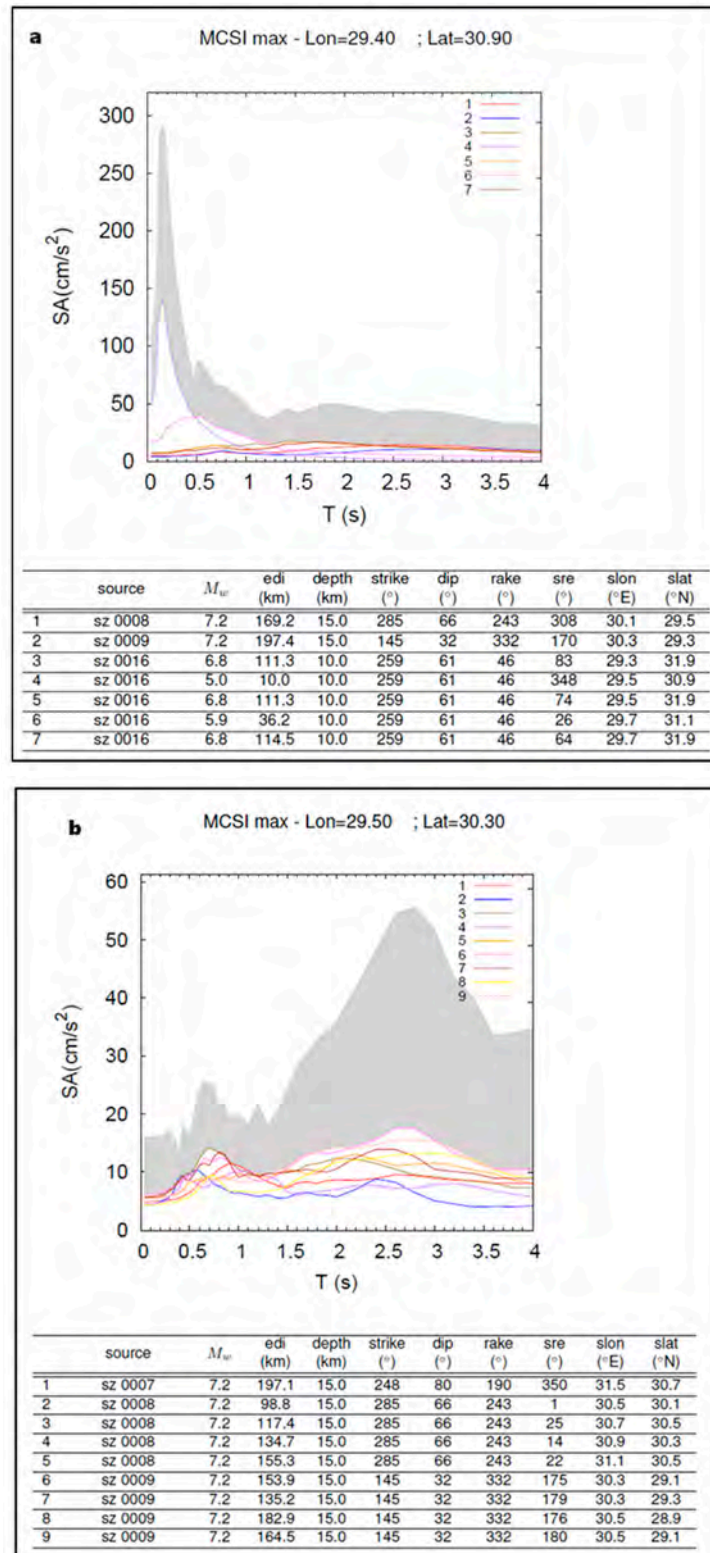 a
MCSI max - Lon=29.40 ; Lat=30.90
1
2
3
4
5
6
7
300
250
200
150
100
50
0
SA(cm/s²)
0 0.5 1 1.5 2 2.5 3 3.5 4
T (s)
source Mw edi (km) depth (km) strike (°) dip (°) rake (°) sre (°) slon (°E) slat (°N)
1 sz 0008 7.2 169.2 15.0 285 66 243 308 30.1 29.5
2 sz 0009 7.2 197.4 15.0 145 32 332 170 30.3 29.3
3 sz 0016 6.8 111.3 10.0 259 61 46 83 29.3 31.9
4 sz 0016 5.0 10.0 10.0 259 61 46 348 29.5 30.9
5 sz 0016 6.8 111.3 10.0 259 61 46 74 29.5 31.9
6 sz 0016 5.9 36.2 10.0 259 61 46 26 29.7 31.1
7 sz 0016 6.8 114.5 10.0 259 61 46 64 29.7 31.9
b
MCSI max - Lon=29.50 ; Lat=30.30
1
2
3
4
5
6
7
8
9
60
50
40
30
20
10
0
SA(cm/s²)
0 0.5 1 1.5 2 2.5 3 3.5 4
T (s)
source Mw edi (km) depth (km) strike (°) dip (°) rake (°) sre (°) slon (°E) slat (°N)
1 sz 0007 7.2 197.1 15.0 248 80 190 350 31.5 30.7
2 sz 0008 7.2 98.8 15.0 285 66 243 1 30.5 30.1
3 sz 0008 7.2 117.4 15.0 285 66 243 25 30.7 30.5
4 sz 0008 7.2 134.7 15.0 285 66 243 14 30.9 30.3
5 sz 0008 7.2 155.3 15.0 285 66 243 22 31.1 30.5
6 sz 0009 7.2 153.9 15.0 145 32 332 175 30.3 29.1
7 sz 0009 7.2 135.2 15.0 145 32 332 179 30.3 29.3
8 sz 0009 7.2 182.9 15.0 145 32 332 176 30.5 28.9
9 sz 0009 7.2 164.5 15.0 145 32 332 180 30.5 29.1